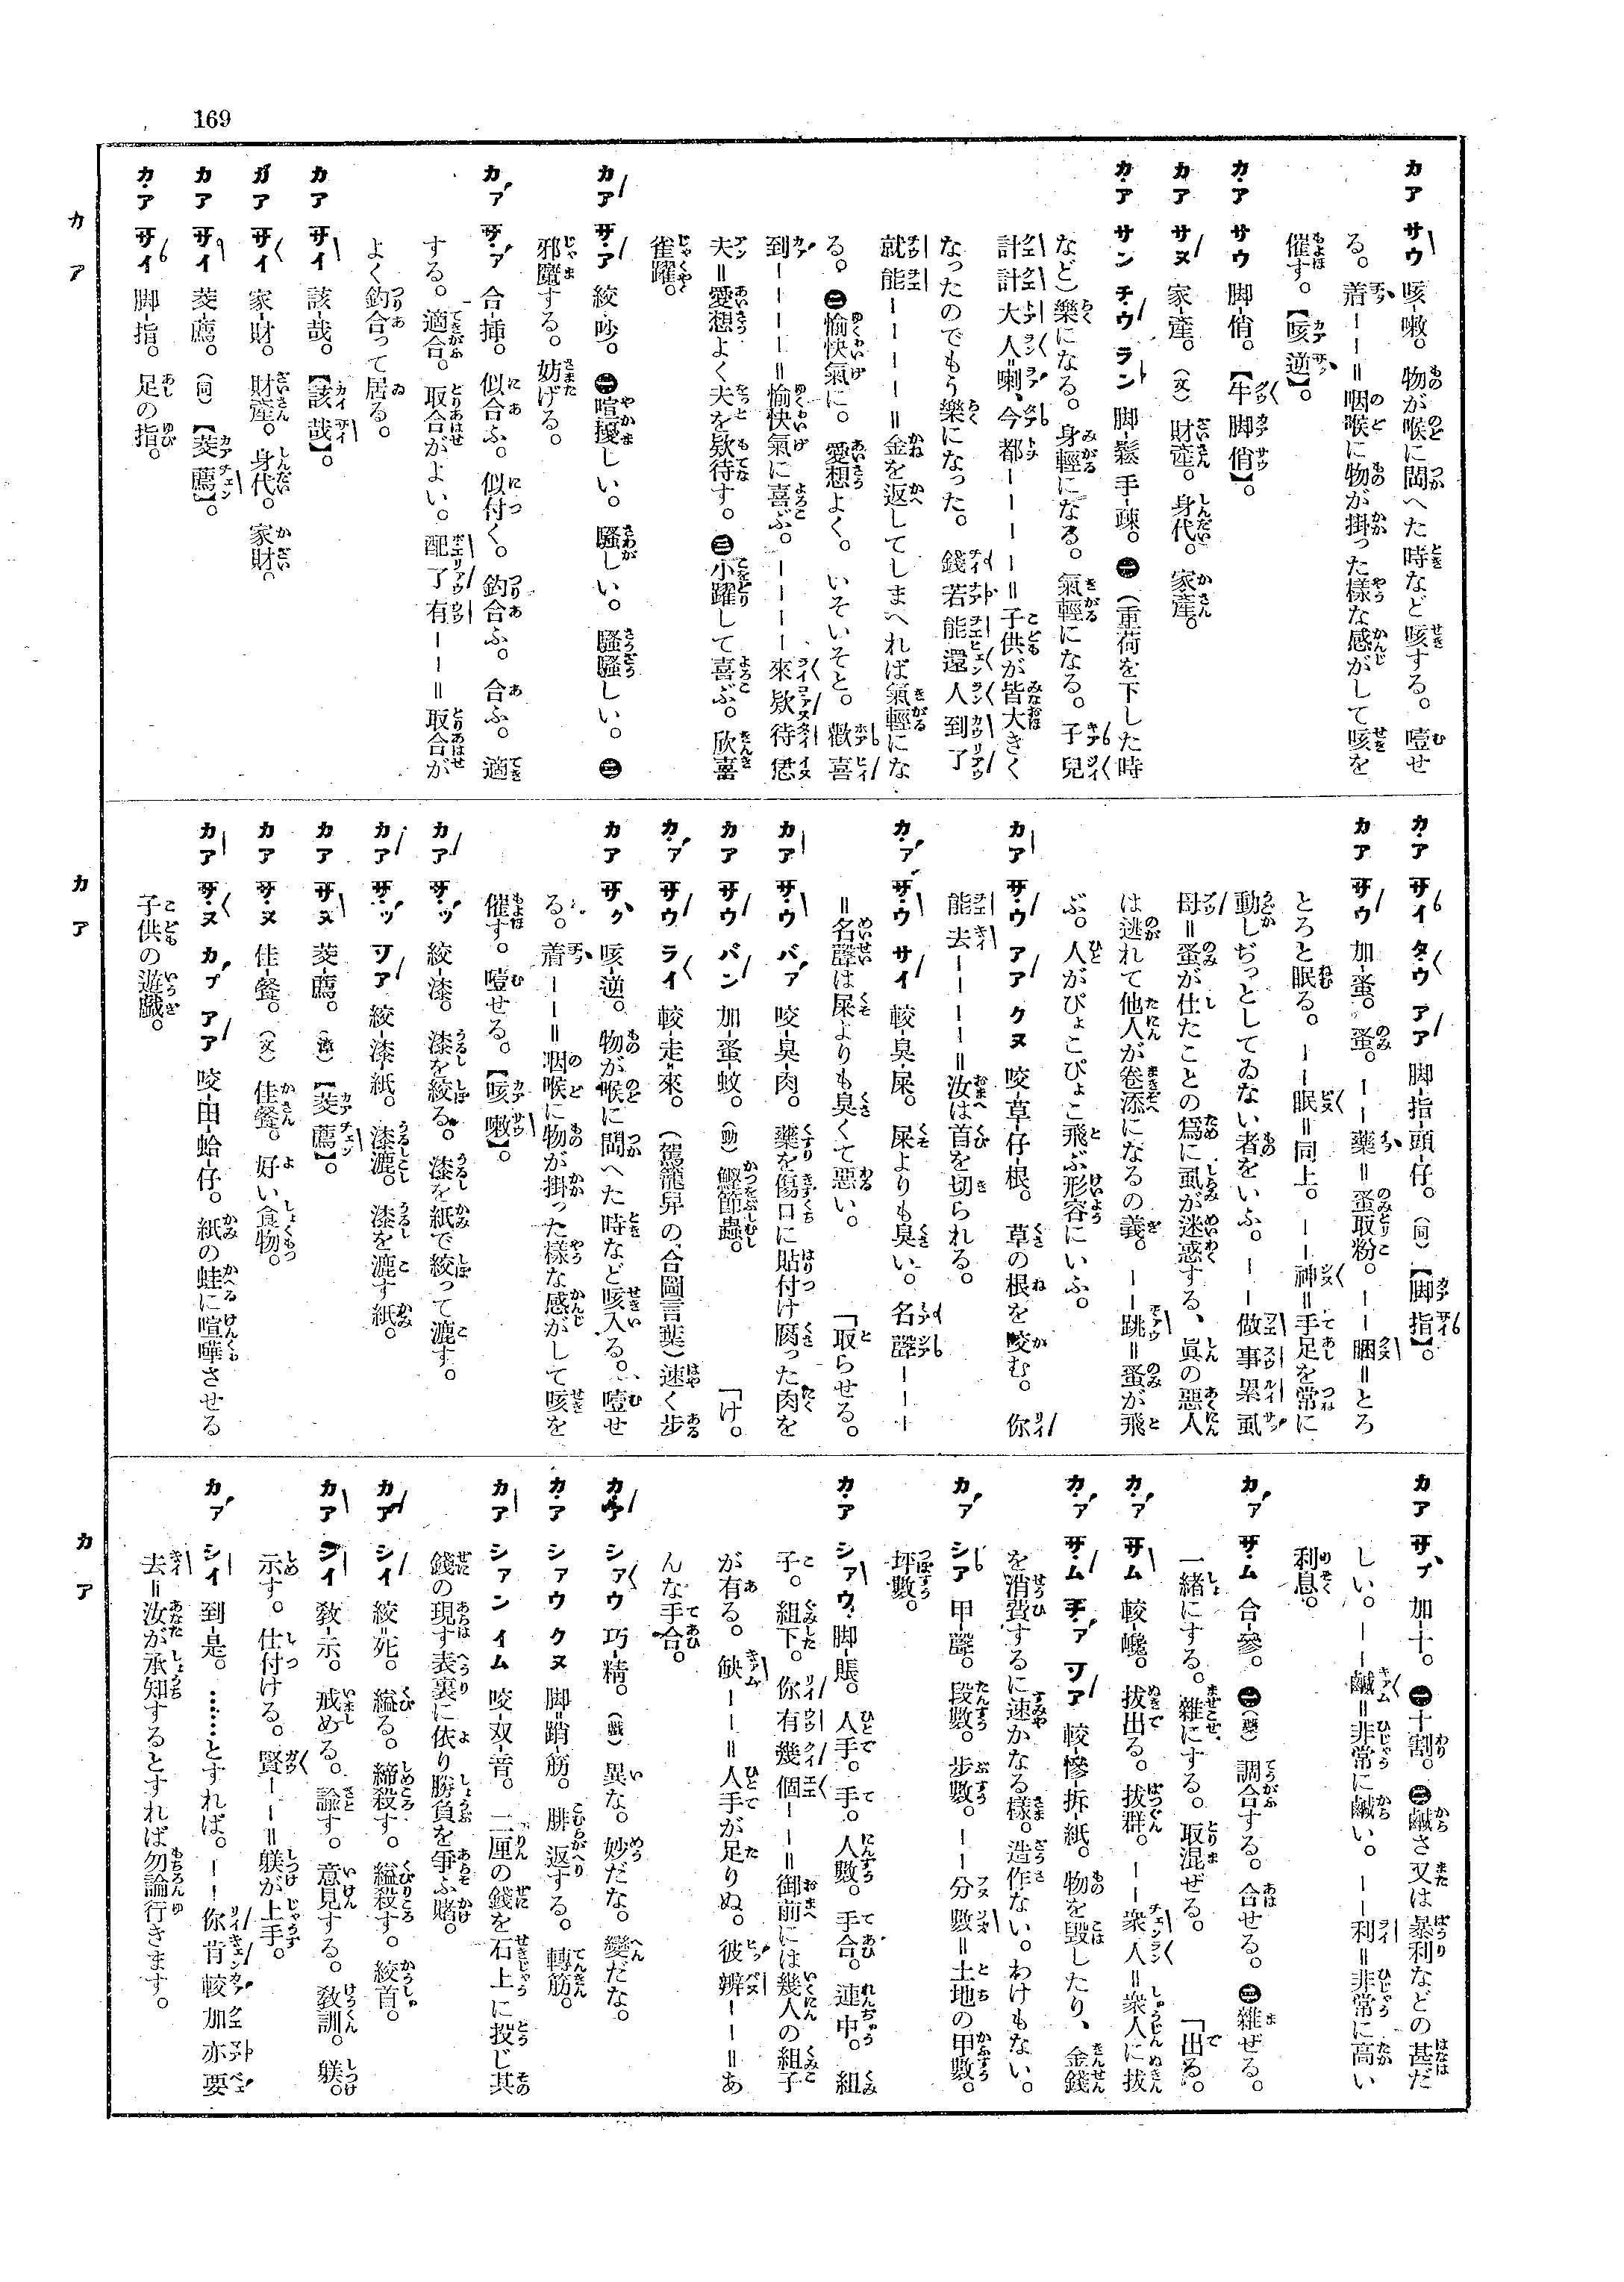 169
カア サウ 咳-嗽。 物が喉に閊へた時など咳する。噎せ
る。 着ーー＝咽喉に物が掛った樣な感がして咳を
催す。【咳逆】。
カア サウ 脚-俏。【牛脚俏】。
カア サヌ 家-產。（文）財產。身代。家產。
カア サン チウ ラン 脚-鬆-手-疎。 ㊀（重荷を下した時
など）樂になる。身輕になる。氣輕になる。子兒
計計大人喇、今都ーーーー＝子供が皆大きく
なったのでもう樂になった。 錢若能還人到了
就能ーーーー＝金を返してしまへれば氣輕にな
る。㊁愉快氣に。愛想よく。いそいそと。 歡喜
到ーーーー＝愉快氣に喜ぶ。 ーーーー來欵待恁
夫＝愛想よく夫を欵待す。㊂小躍して喜ぶ。欣喜
雀躍。
カア サア 絞-吵。㊀喧擾しい。騷しい。騷騷しい。㊁
邪魔する。妨げる。
カア サア 合-揷。 似合ふ。似付く。釣合ふ。合ふ。適
する。適合。取合がよい。配了有ーー＝取合が
よく釣合って居る。
カア サイ 該-哉。【該哉】。
カア サイ 家-財。 財產。身代。家財。
カア サイ 茭-薦。（同）【茭薦】。
カア サイ 脚-指。 足の指。
カア サイ タウ アア 脚-指-頭-仔。（同）【脚指】。
カア サウ 加-蚤。蚤。 ーー藥＝蚤取粉。 ーー膶＝とろ
とろと眠る。 ーー眠＝同上。 ーー神＝手足を常に
動しぢっとしてゐない者をいふ。 ーー做事累虱
母＝蚤が仕たことの爲に虱が迷惑する、眞の惡人
は逃れて他人が卷添になるの義。 ーー跳＝蚤が飛
ぶ。人がぴょこぴょこ飛ぶ形容にいふ。
カア サウ アア クヌ 咬-草-仔-根。 草の根を咬む。 你
能去ーーーー＝汝は首を切られる。
カア サウ サイ 較-臭-屎。 屎よりも臭い。 名聲ーーー
＝名聲は屎よりも臭くて惡い。
カア サウ バア 咬-臭-肉。 藥を傷口に貼付け腐った肉を
「取らせる。
カア サウ バン 加-蚤-蚊。（動）鰹節蟲。
カア サウ ライ 較-走-來。（駕籠舁の合圖言葉）速く步
「け。
カア サク 咳-逆。 物が喉に閊へた時など咳入る。噎せ
る。 着ーー＝咽喉に物が掛った樣な感がして咳を
催す。噎せる。【咳嗽】。
カア サッ 絞-漆。 漆を絞る。漆を紙で絞って漉す。
カア サッ ツア 絞-漆-紙。 漆漉。漆を漉す紙。
カア サヌ 茭-薦。（漳）【茭薦】。
カア サヌ 佳-餐。（文）佳餐。好い食物。
カア サヌ カプ アア 咬-田-蛤-仔。 紙の蛙に喧嘩させる
子供の遊戲。
カア サプ 加-十。㊀十割。㊁鹹さ又は暴利などの甚だ
しい。 ーー鹹＝非常に鹹い。 ーー利＝非常に高い
利息。
カア サム 合-參。㊀（藥）調合する。合せる。㊁雜ぜる。
一緒にする。雜にする。取混ぜる。
カア サム 較-巉。 拔出る。拔群。 ーー衆人＝衆人に拔
「出る。
カア サム チア ツア 較-慘-拆-紙。 物を毀したり、金錢
を消費するに速かなる樣。造作ない。わけもない。
カア シア 甲-聲。 段數。步數。 ーー分數＝土地の甲數。
坪數。
カア シァウ 脚-賬。 人手。手。人數。手合。連中。組
子。組下。 你有幾個ーー＝御前には幾人の組子
が有る。 缺ーーー＝人手が足りぬ。彼辨ーー＝あ
んな手合。
カア シァウ 巧-精。（戲）異な。妙だな。變だな。
カア シァウ クヌ 脚-踃-筋。 腓返する。轉筋。
カア シァン イム 咬-双-音。 二厘の錢を石上に投じ其
錢の現す表裏に依り勝負を爭ふ賭。
カア シイ 絞-死。 縊る。締殺す。縊殺す。絞首。
カア シイ 敎-示。 戒める。諭す。意見する。敎訓。躾。
示す。仕付ける。賢ーー＝躾が上手。
カア シイ 到-是。……とすれば。 ーー你肯較加亦要
去＝汝が承知するとすれば勿論行きます。
カ ア
カ ア
カ ア